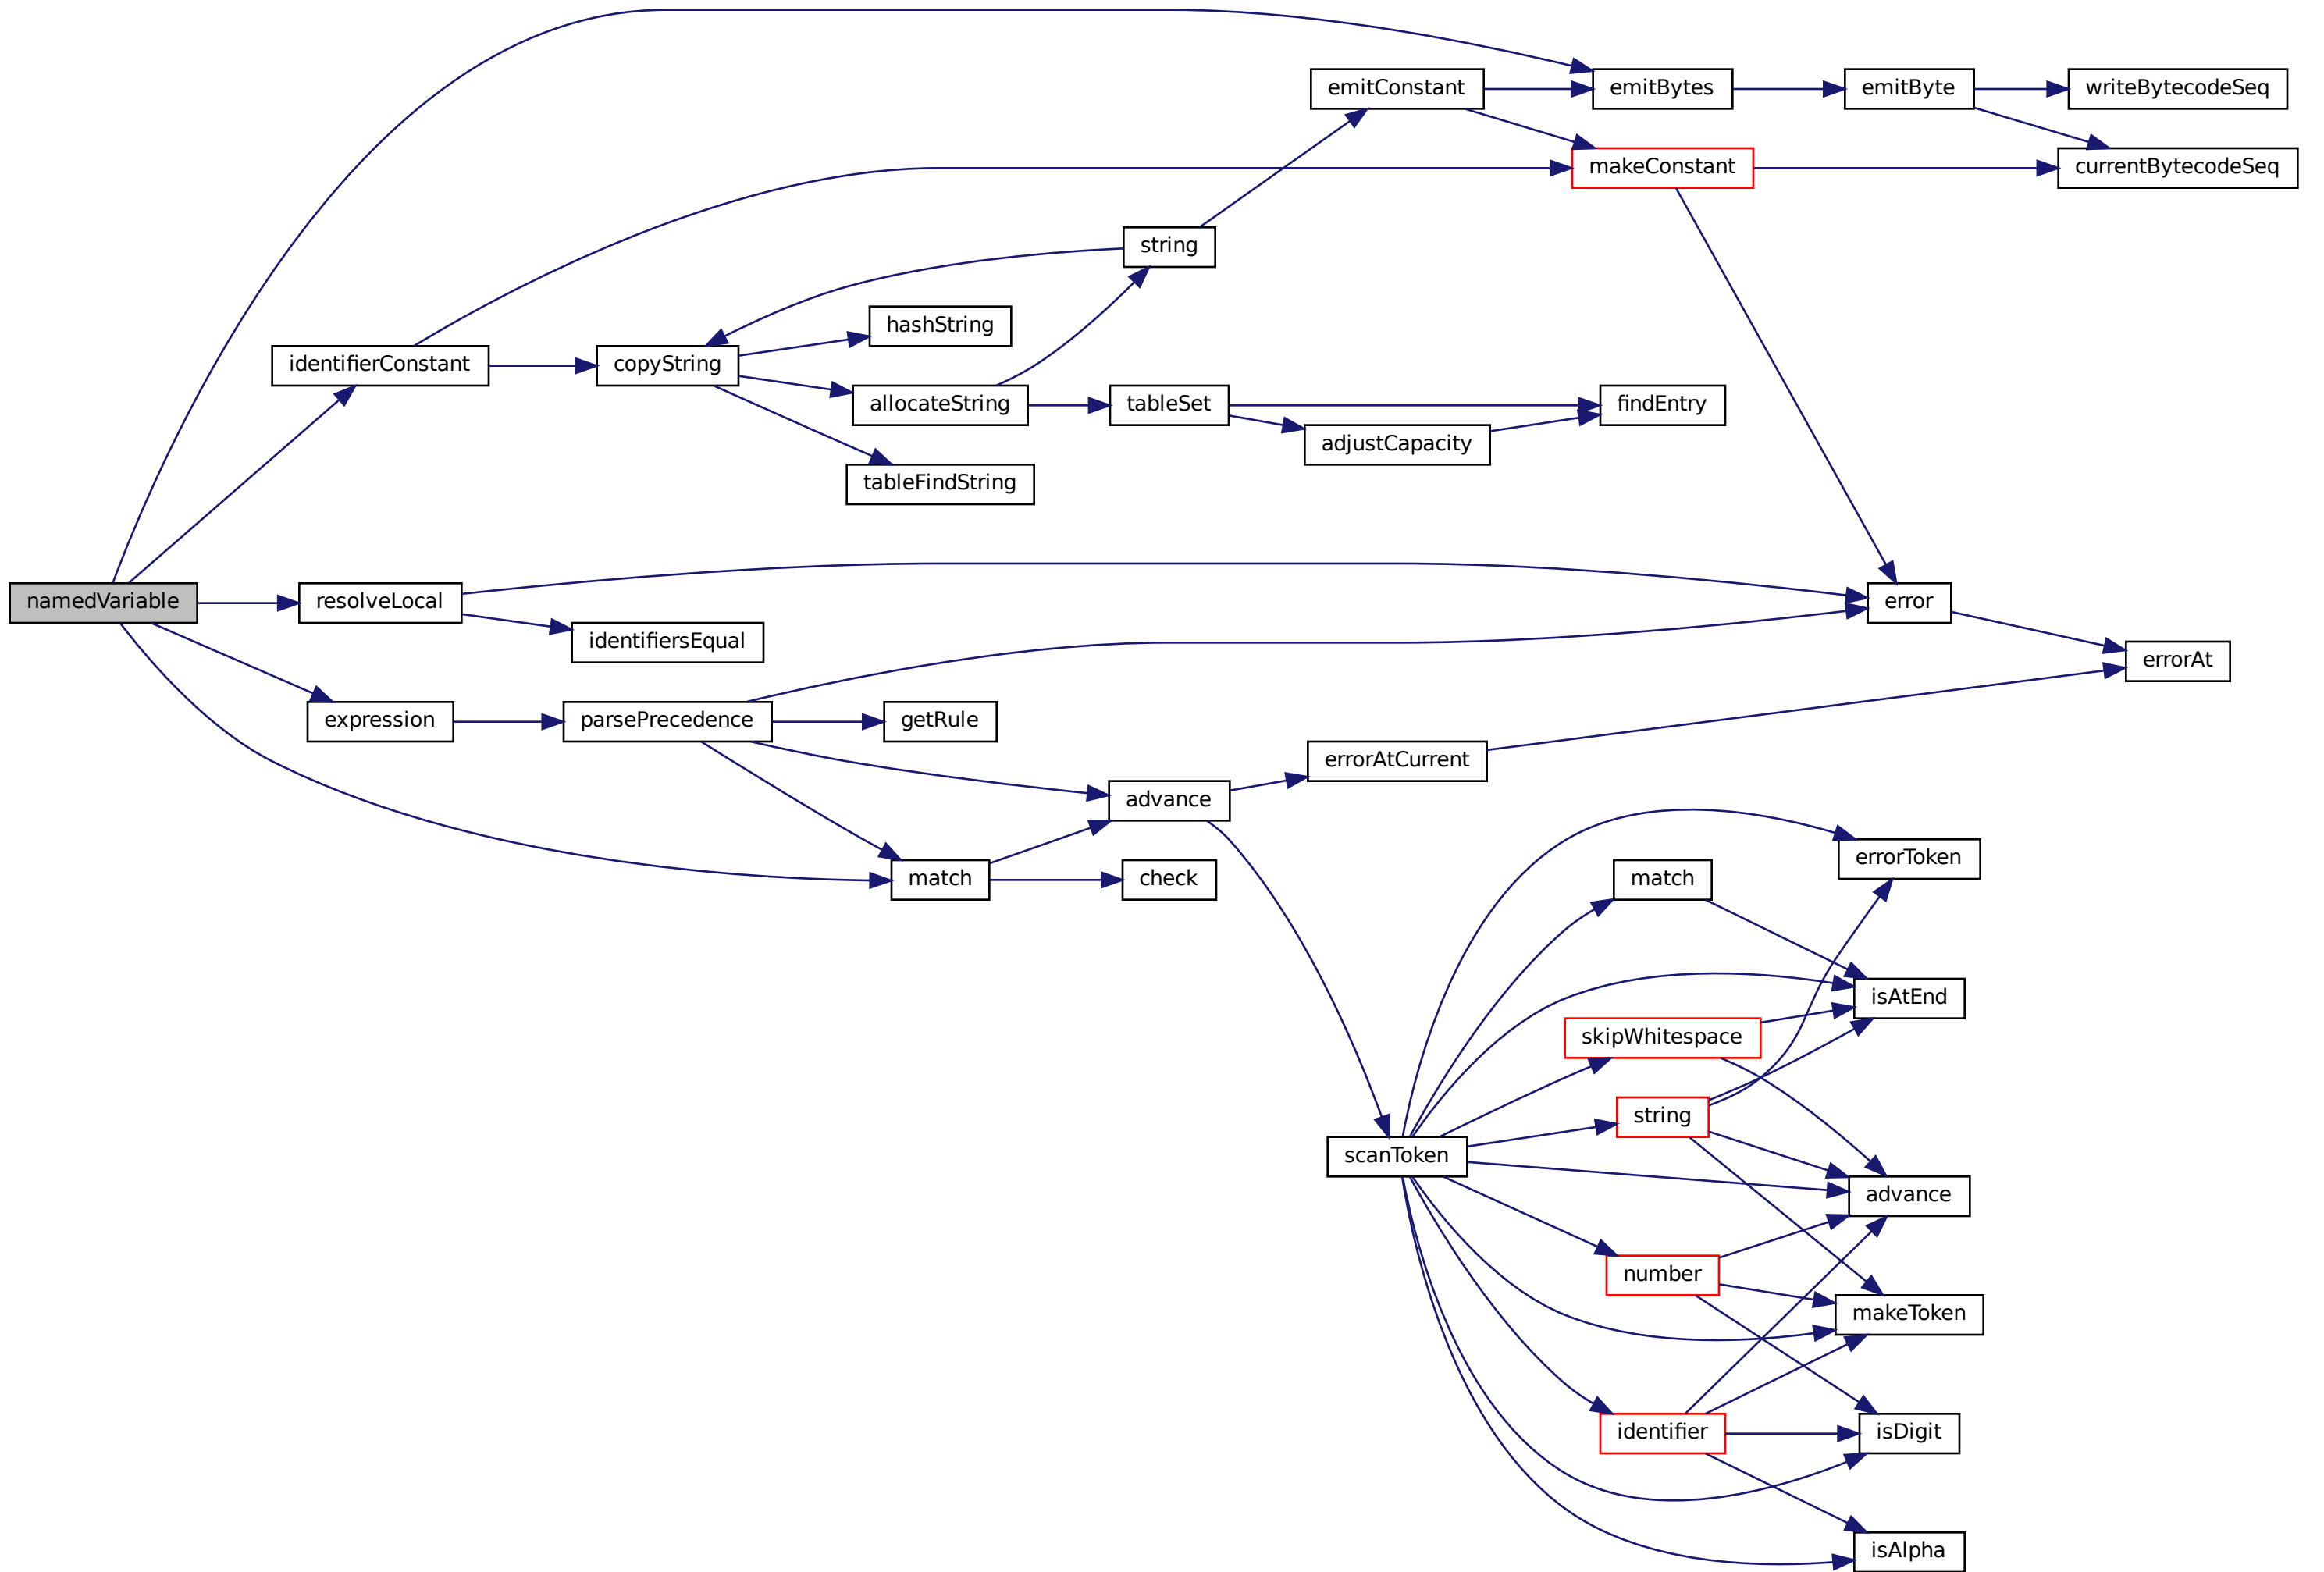 emitConstant
emitBytes
emitByte
writeBytecodeSeq
makeConstant
currentBytecodeSeq
string
hashString
identifierConstant
copyString
allocateString
tableSet
findEntry
adjustCapacity
tableFindString
namedVariable
resolveLocal
error
identifiersEqual
errorAt
expression
parsePrecedence
getRule
errorAtCurrent
advance
errorToken
match
check
match
isAtEnd
skipWhitespace
string
scanToken
advance
number
makeToken
identifier
isDigit
isAlpha